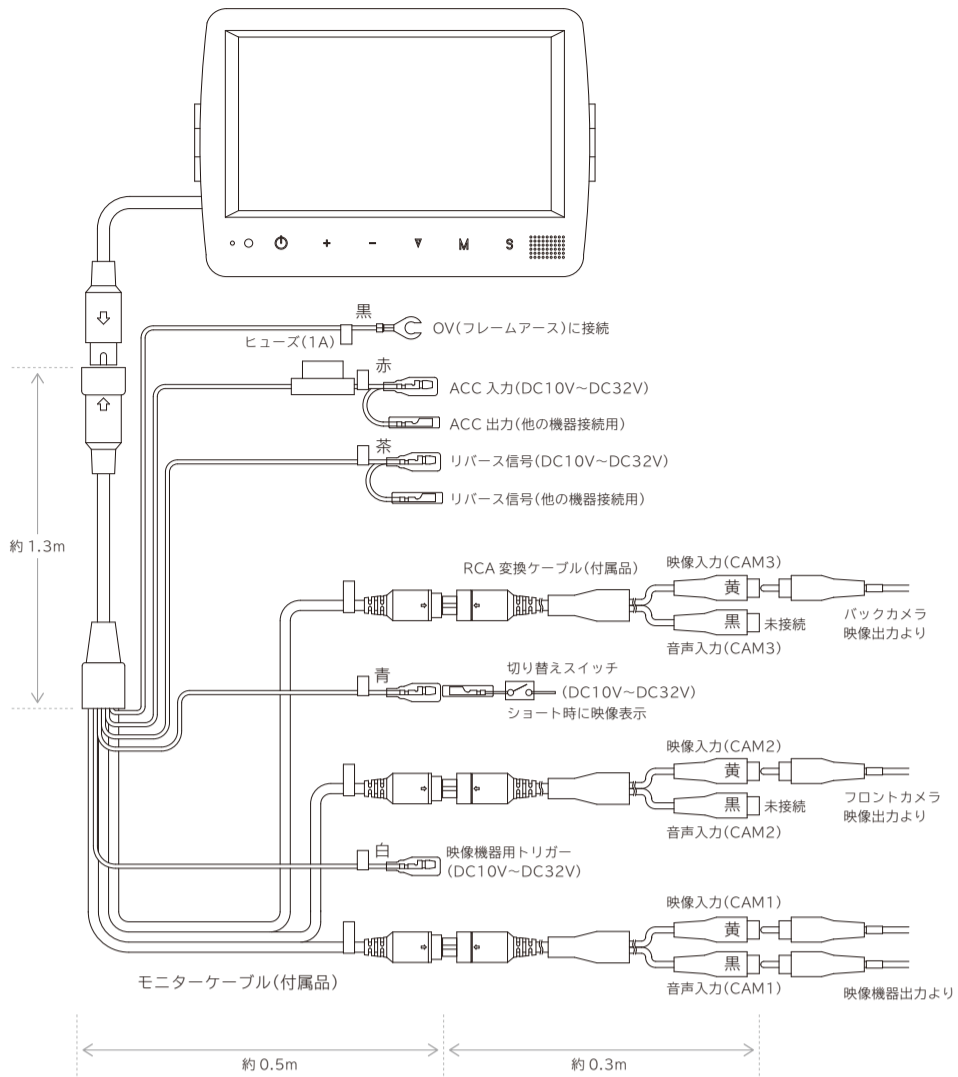 + − M S
黒
0V(フレームアース)に接続
ヒューズ(1A)
赤
ACC 入力(DC10V～DC32V)
ACC 出力(他の機器接続用)
茶
リバース信号(DC10V～DC32V)
リバース信号(他の機器接続用)
約 1.3m
RCA 変換ケーブル(付属品)
映像入力(CAM3)
黄
黒
未接続
音声入力(CAM3)
バックカメラ
映像出力より
青
切り替えスイッチ
(DC10V～DC32V)
ショート時に映像表示
映像入力(CAM2)
黄
黒
未接続
音声入力(CAM2)
フロントカメラ
映像出力より
白
映像機器用トリガー
(DC10V～DC32V)
映像入力(CAM1)
黄
黒
音声入力(CAM1)
映像機器出力より
モニターケーブル(付属品)
約 0.5m
約 0.3m